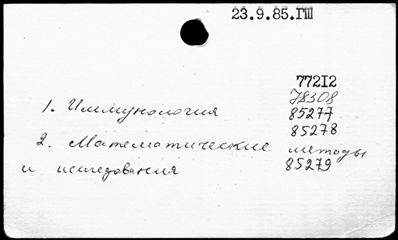 23.9.85.ГШ
77212
78308
1. Иммунология 85277
85278
2. Математические методы
и исследования 85279